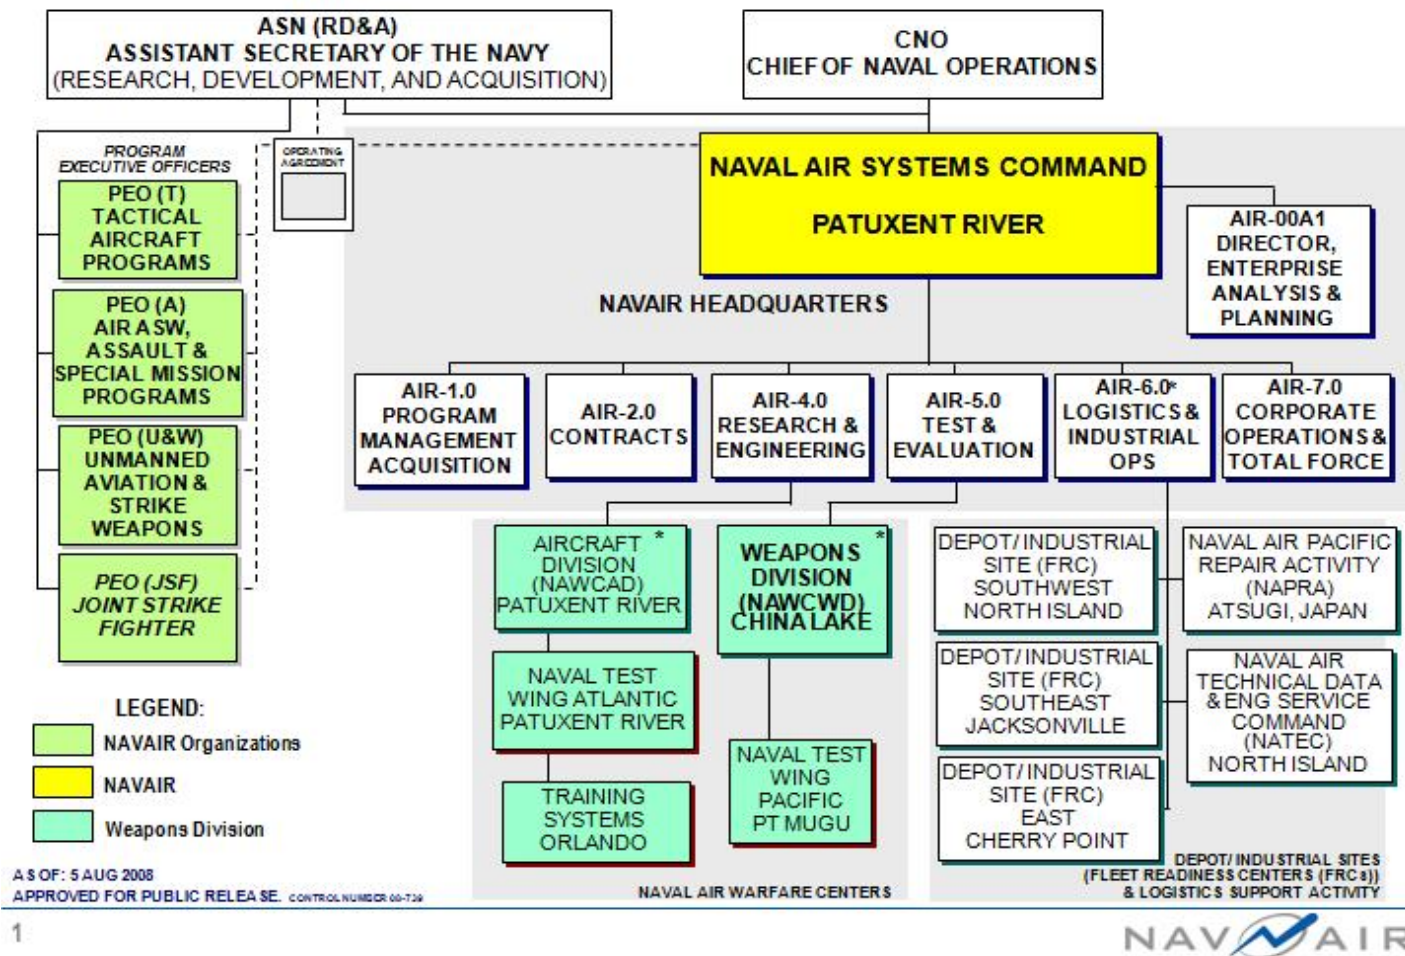 ASN (RD&A)
ASSISTANT SECRETARY OF THE NAVY
(RESEARCH, DEVELOPMENT, AND ACQUISITION)
CNO
CHIEF OF NAVAL OPERATIONS
PROGRAM
EXECUTIVE OFFICERS
OPERATING
AGREEMENT
PEO (T)
TACTICAL
AIRCRAFT
PROGRAMS
PEO (A)
AIR ASW,
ASSAULT &
SPECIAL MISSION
PROGRAMS
PEO (U&W)
UNMANNED
AVIATION &
STRIKE
WEAPONS
PEO (JSF)
JOINT STRIKE
FIGHTER
NAVAL AIR SYSTEMS COMMAND
PATUXENT RIVER
AIR-00A1
DIRECTOR,
ENTERPRISE
ANALYSIS &
PLANNING
NAVAIR HEADQUARTERS
AIR-1.0
PROGRAM
MANAGEMENT
ACQUISITION
AIR-2.0
CONTRACTS
AIR-4.0
RESEARCH &
ENGINEERING
AIR-5.0
TEST &
EVALUATION
AIR-6.0*
LOGISTICS &
INDUSTRIAL
OPS
AIR-7.0
CORPORATE
OPERATIONS &
TOTAL FORCE
AIRCRAFT *
DIVISION
(NAWCAD)
PATUXENT RIVER
NAVAL TEST
WING ATLANTIC
PATUXENT RIVER
TRAINING
SYSTEMS
ORLANDO
*
WEAPONS
DIVISION
(NAWCWD)
CHINA LAKE
NAVAL TEST
WING
PACIFIC
PT MUGU
NAVAL AIR WARFARE CENTERS
DEPOT/INDUSTRIAL
SITE (FRC)
SOUTHWEST
NORTH ISLAND
DEPOT/INDUSTRIAL
SITE (FRC)
SOUTHEAST
JACKSONVILLE
DEPOT/INDUSTRIAL
SITE (FRC)
EAST
CHERRY POINT
NAVAL AIR PACIFIC
REPAIR ACTIVITY
(NAPRA)
ATSUGI, JAPAN
NAVAL AIR
TECHNICAL DATA
& ENG SERVICE
COMMAND
(NATEC)
NORTH ISLAND
DEPOT/INDUSTRIAL SITES
(FLEET READINESS CENTERS (FRCs))
& LOGISTICS SUPPORT ACTIVITY
LEGEND:
NAVAIR Organizations
NAVAIR
Weapons Division
AS OF: 5 AUG 2008
APPROVED FOR PUBLIC RELEASE. CONTROL NUMBER
1
NAVAIR